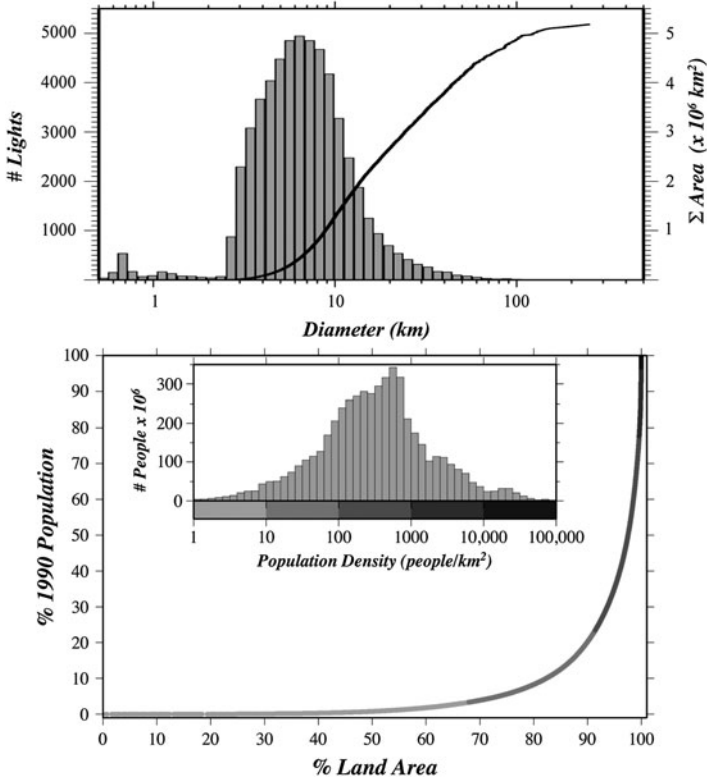 5000
4000
3000
2000
1000
# Lights
5
4
3
2
1
Σ Area (x 10⁶ km²)
1 10 100
Diameter (km)
100
90
80
70
60
50
40
30
20
10
0
% 1990 Population
300
200
100
0
# People x 10⁶
1 10 100 1000 10,000 100,000
Population Density (people/km²)
0 10 20 30 40 50 60 70 80 90 100
% Land Area